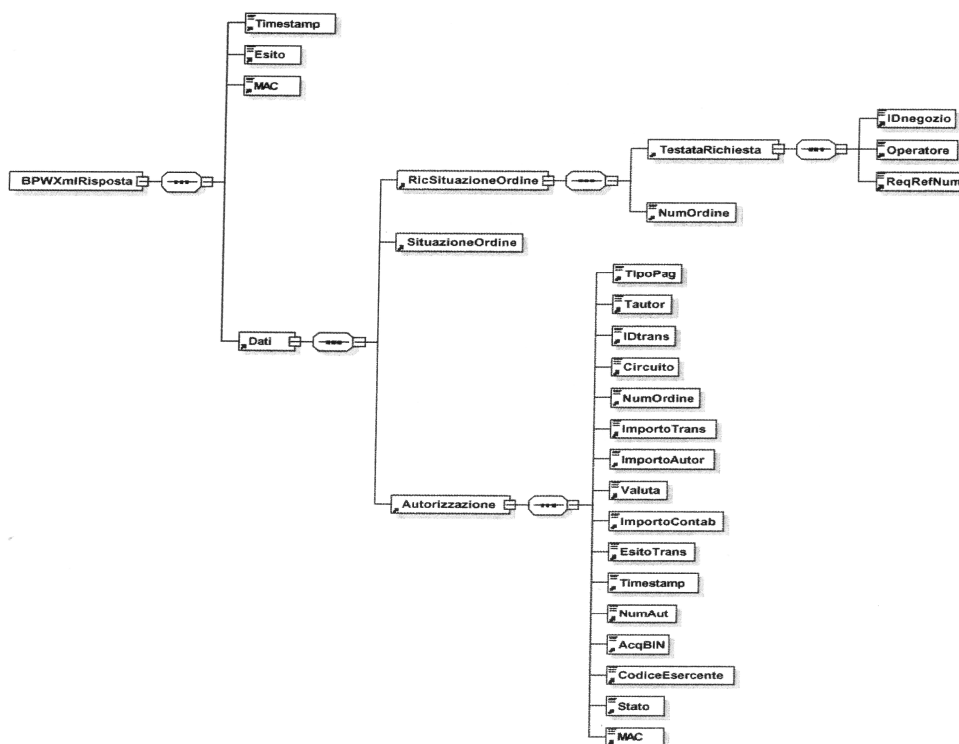 Timestamp
Esito
MAC
BPWXmlRisposta
Dati
RicSituazioneOrdine
TestataRichiesta
IDnegozio
Operatore
ReqRefNum
NumOrdine
SituazioneOrdine
Autorizzazione
TipoPag
Tautor
IDtrans
Circuito
NumOrdine
ImportoTrans
ImportoAutor
Valuta
ImportoContab
EsitoTrans
Timestamp
NumAut
AcqBIN
CodiceEsercente
Stato
MAC